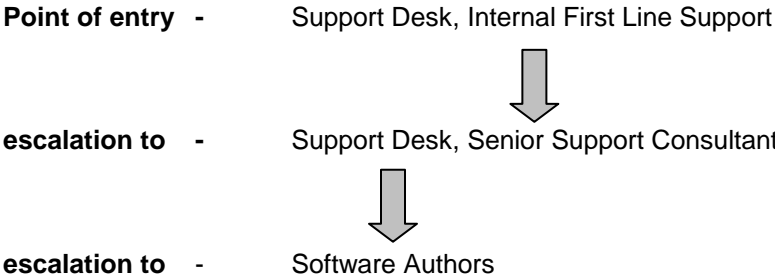 Point of entry - Support Desk, Internal First Line Support
escalation to - Support Desk, Senior Support Consultant
escalation to - Software Authors